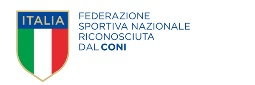 ITALIA
FEDERAZIONE
SPORTIVA NAZIONALE
RICONOSCIUTA
DAL CONI